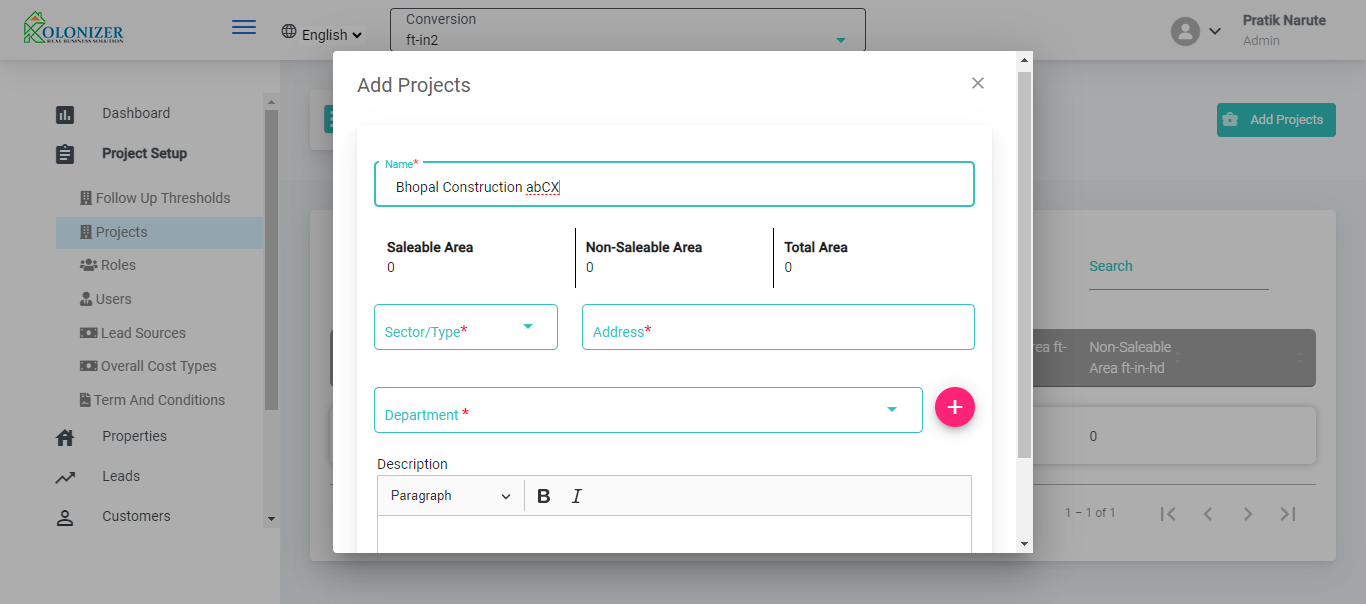 KOLONIZER
REAL BUSINESS SOLUTION
English
Conversion
ft-in2
Pratik Narute
Admin
Dashboard
Project Setup
Follow Up Thresholds
Projects
Roles
Users
Lead Sources
Overall Cost Types
Term And Conditions
Properties
Leads
Customers
Add Projects
Add Projects
Name*
Bhopal Construction abCX
Saleable Area
Non-Saleable Area
Total Area
0
0
0
Sector/Type*
Address*
Department *
Description
Paragraph
B I
Search
rea ft-
Non-Saleable
Area ft-in-hd
0
1 – 1 of 1